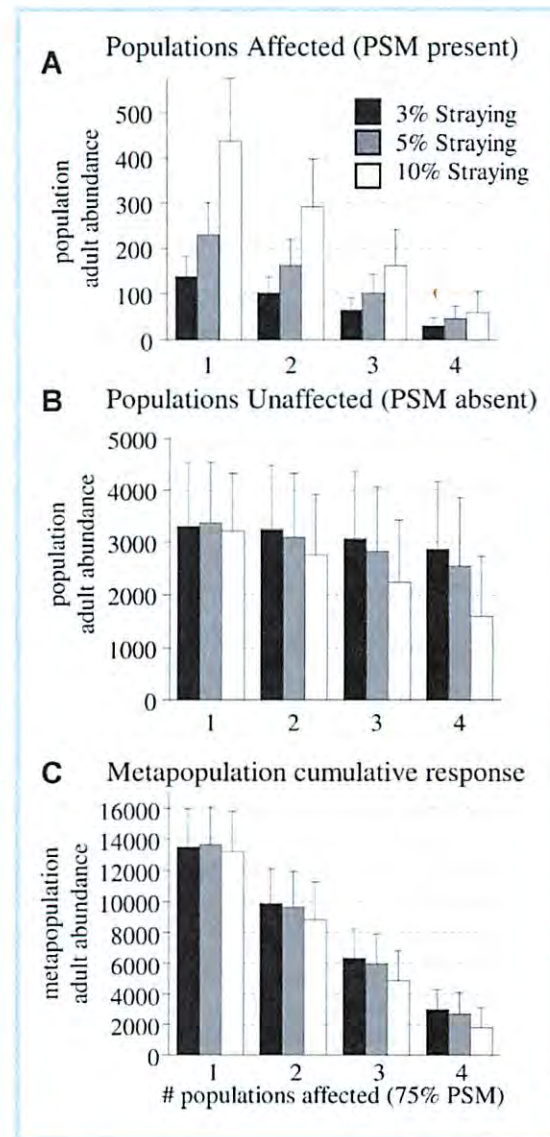 A Populations Affected (PSM present)
3% Straying
5% Straying
10% Straying
population
adult abundance
500
400
300
200
100
0
1 2 3 4
B Populations Unaffected (PSM absent)
population
adult abundance
5000
4000
3000
2000
1000
0
1 2 3 4
C Metapopulation cumulative response
metapopulation
adult abundance
16000
14000
12000
10000
8000
6000
4000
2000
0
1 2 3 4
# populations affected (75% PSM)